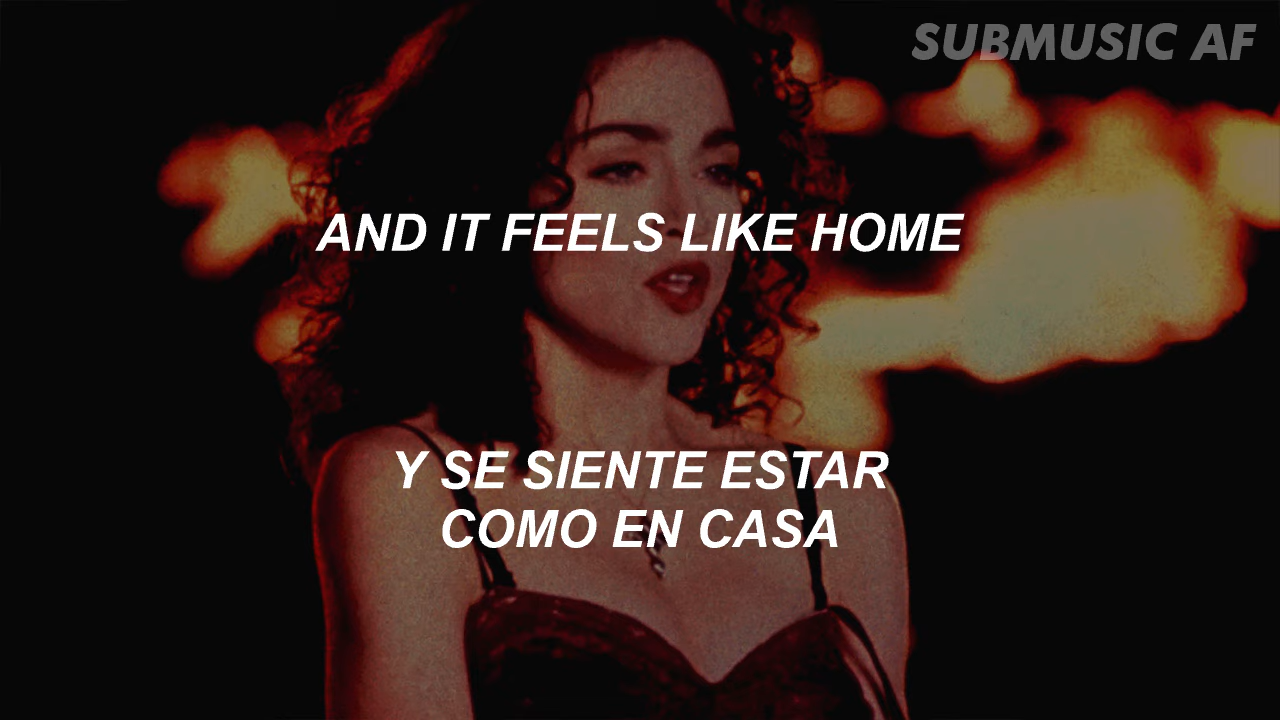 SUBMUSIC AF
AND IT FEELS LIKE HOME
Y SE SIENTE ESTAR
COMO EN CASA